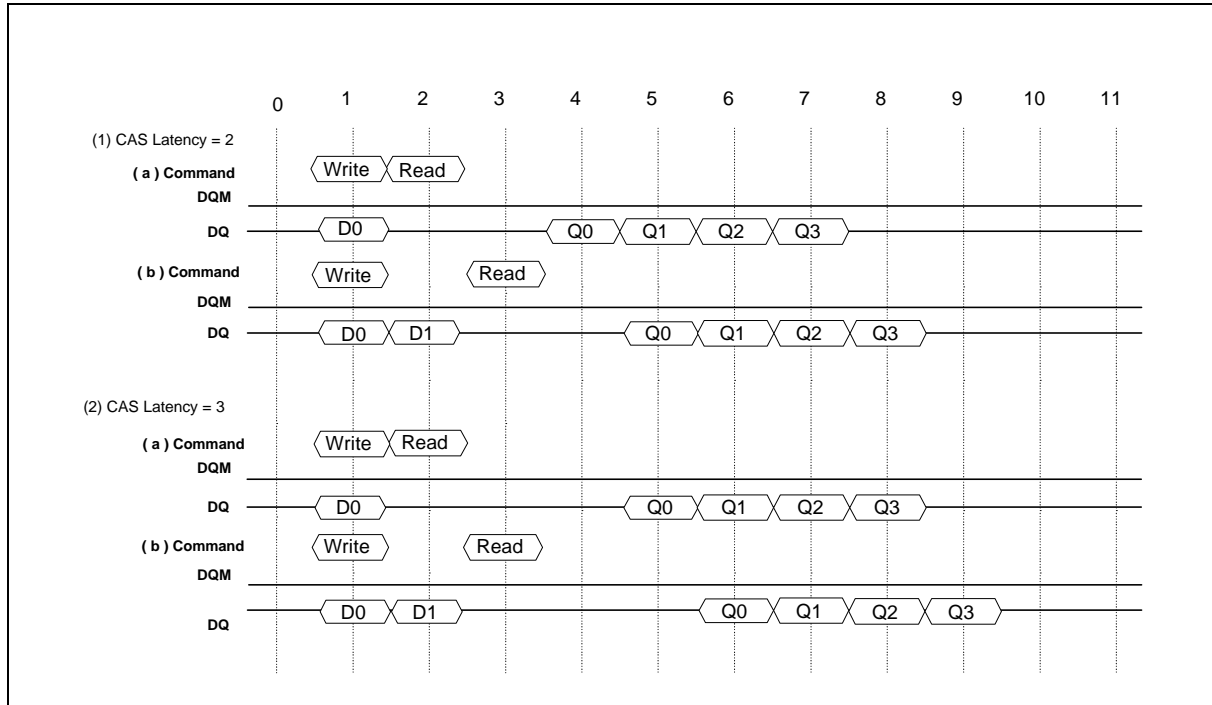 0 1 2 3 4 5 6 7 8 9 10 11
(1) CAS Latency = 2
( a ) Command Write Read
DQM
DQ D0 Q0 Q1 Q2 Q3
( b ) Command Write Read
DQM
DQ D0 D1 Q0 Q1 Q2 Q3
(2) CAS Latency = 3
( a ) Command Write Read
DQM
DQ D0 Q0 Q1 Q2 Q3
( b ) Command Write Read
DQM
DQ D0 D1 Q0 Q1 Q2 Q3